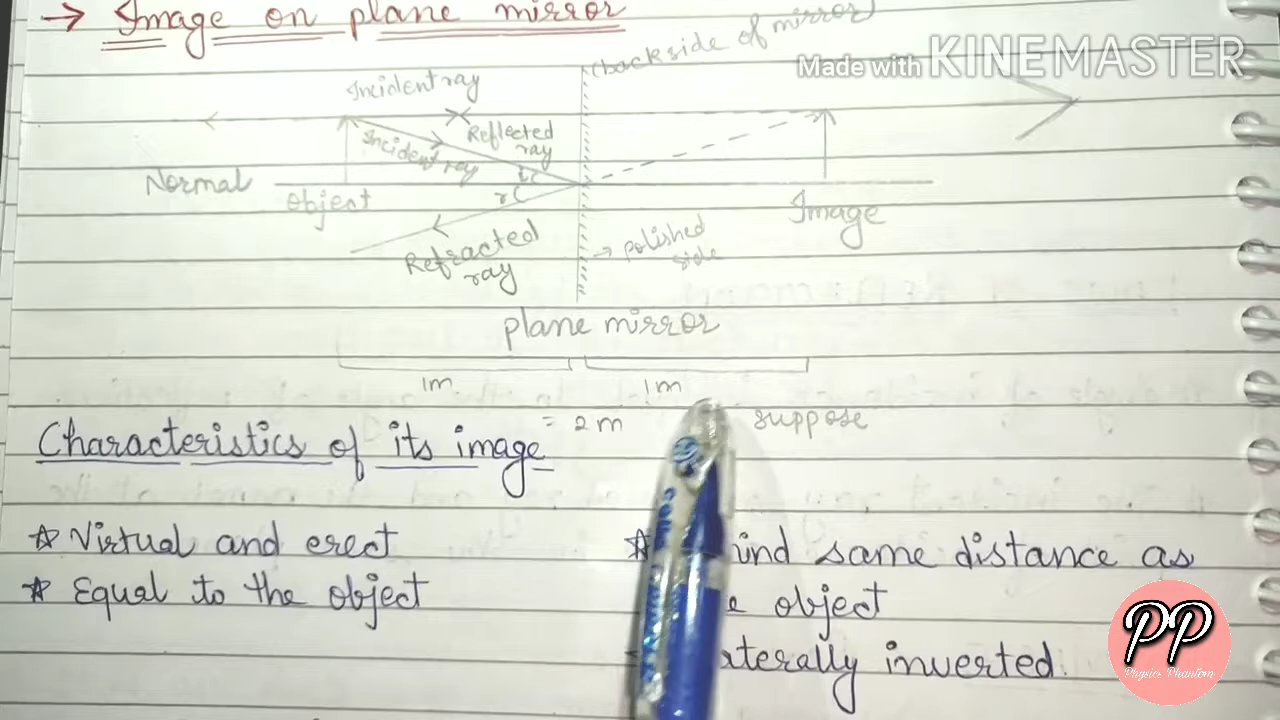 → Image on plane mirror
(back side of mirror)
Made with KINEMASTER
Incident ray
Reflected
ray
Incident ray
Normal
i
r
object
Image
Refracted
ray
→ polished
side
plane mirror
1m
1m
= 2m
suppose
Characteristics of its image
☆ Virtual and erect
☆ Equal to the object
☆ ind same distance as
e object
terally inverted.
PP
Physics Phantom